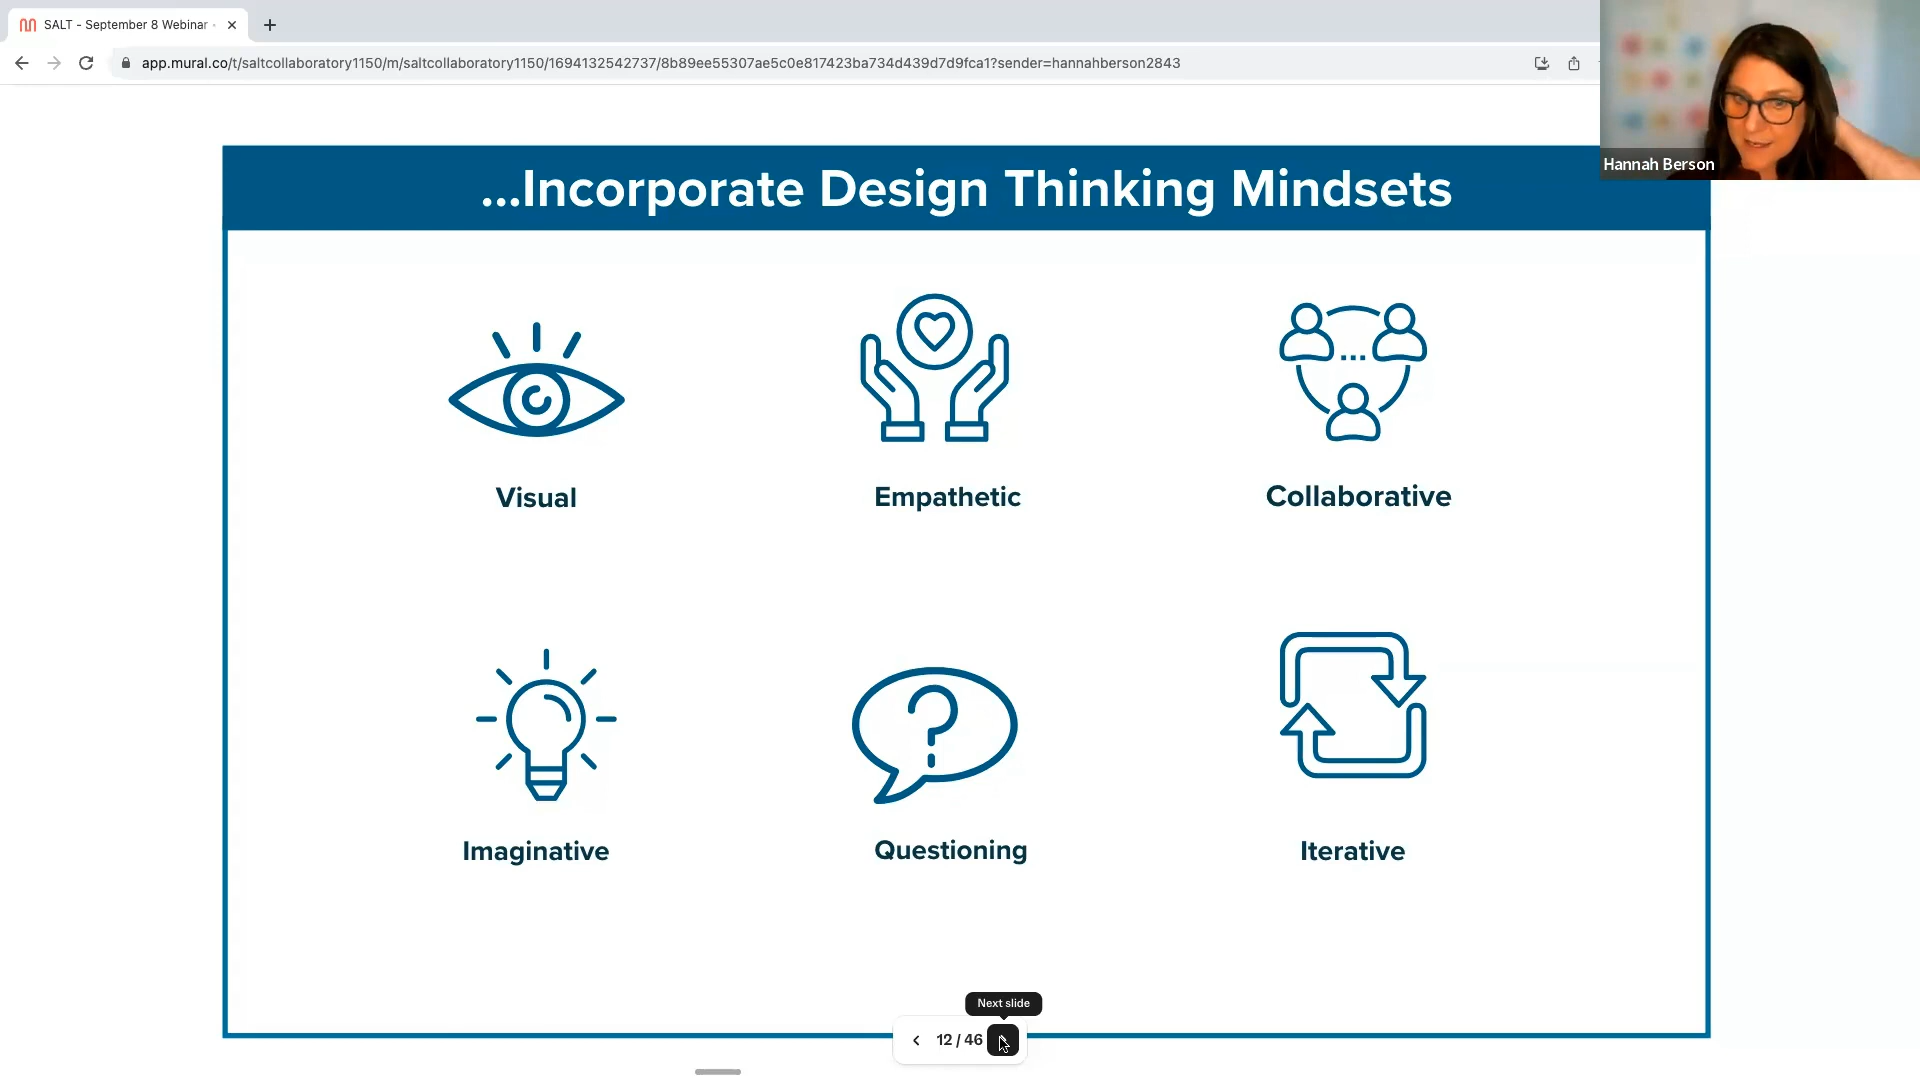 SALT - September 8 Webinar
app.mural.co/t/saltcollaboratory1150/m/saltcollaboratory1150/1694132542737/8b89ee55307ae5c0e817423ba734d439d7d9fca1?sender=hannahberson2843
Hannah Berson
...Incorporate Design Thinking Mindsets
Visual
Empathetic
Collaborative
Imaginative
Questioning
Iterative
Next slide
12 / 46